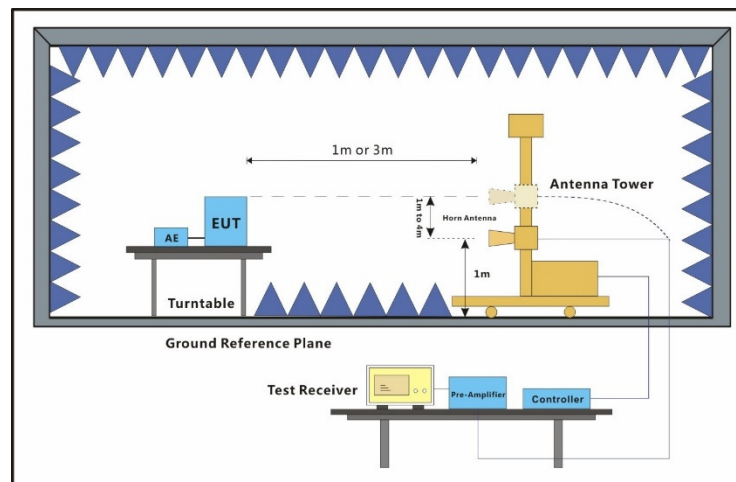 1m or 3m
Antenna Tower
EUT
AE
1m to 4m
Horn Antenna
1m
Turntable
Ground Reference Plane
Test Receiver
Pre-Amplifier
Controller